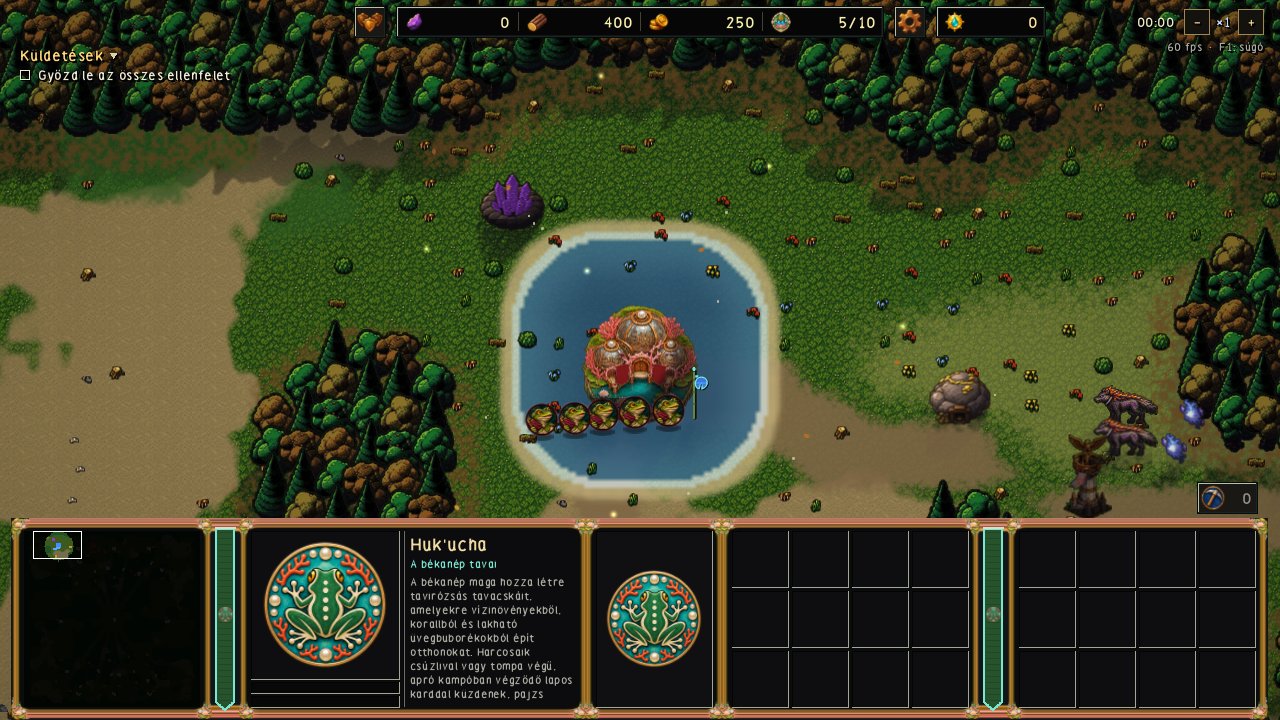 0
400
250
5/10
0
00:00
-
×1
+
60 fps · F1: súgó
Küldetések ▾
Győzd le az összes ellenfelet
0
Huk'ucha
A békanép tavai
A békanép maga hozza létre
tavirózsás tavacskáit,
amelyekre vízinövényekből,
korallból és lakható
üvegbuborékokból épít
otthonokat. Harcosaik
csúzlival vagy tompa végű,
apró kampóban végződő lapos
karddal küzdenek, pajzs